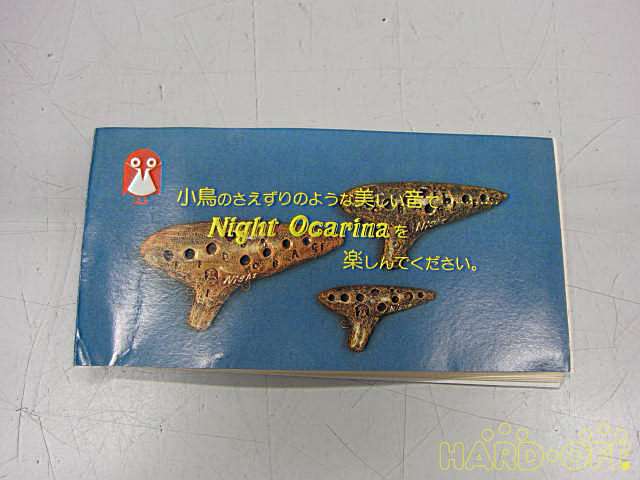 小鳥のさえずりのような美しい音で
Night Ocarinaを
楽しんでください。
Night
HARD・OFF